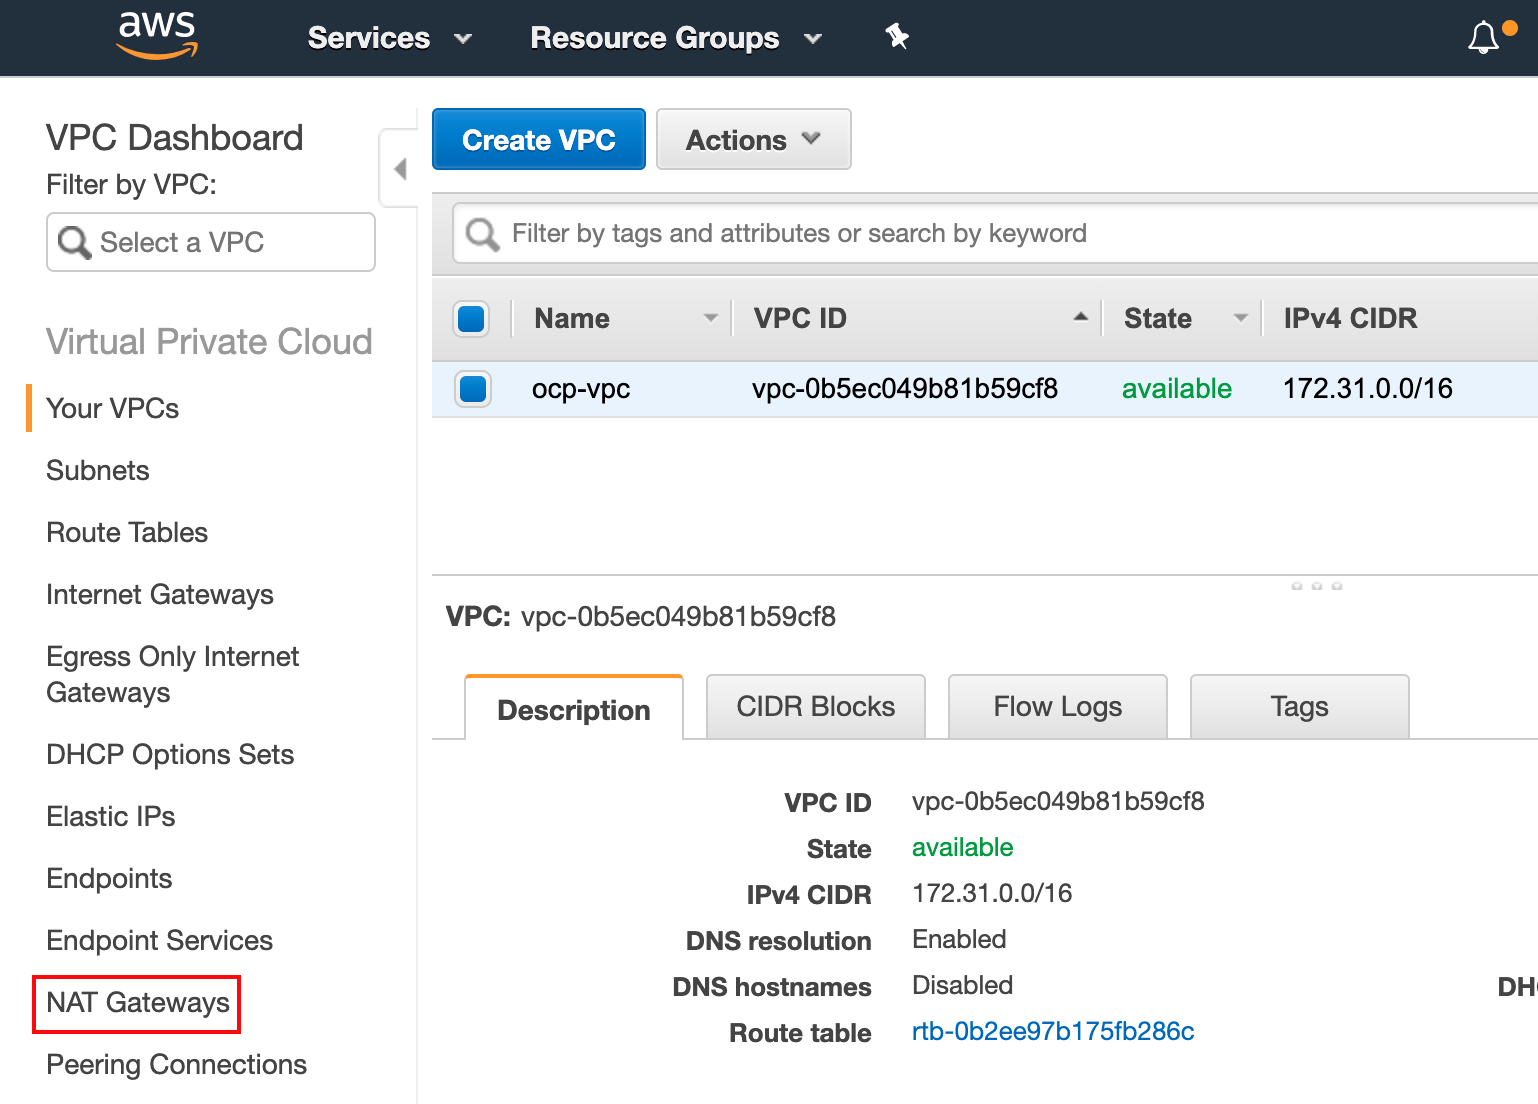 aws
Services
Resource Groups
VPC Dashboard
Filter by VPC:
Select a VPC
Virtual Private Cloud
Your VPCs
Subnets
Route Tables
Internet Gateways
Egress Only Internet
Gateways
DHCP Options Sets
Elastic IPs
Endpoints
Endpoint Services
NAT Gateways
Peering Connections
Create VPC
Actions
Filter by tags and attributes or search by keyword
Name VPC ID State IPv4 CIDR
ocp-vpc vpc-0b5ec049b81b59cf8 available 172.31.0.0/16
VPC: vpc-0b5ec049b81b59cf8
Description CIDR Blocks Flow Logs Tags
VPC ID vpc-0b5ec049b81b59cf8
State available
IPv4 CIDR 172.31.0.0/16
DNS resolution Enabled
DNS hostnames Disabled
Route table rtb-0b2ee97b175fb286c